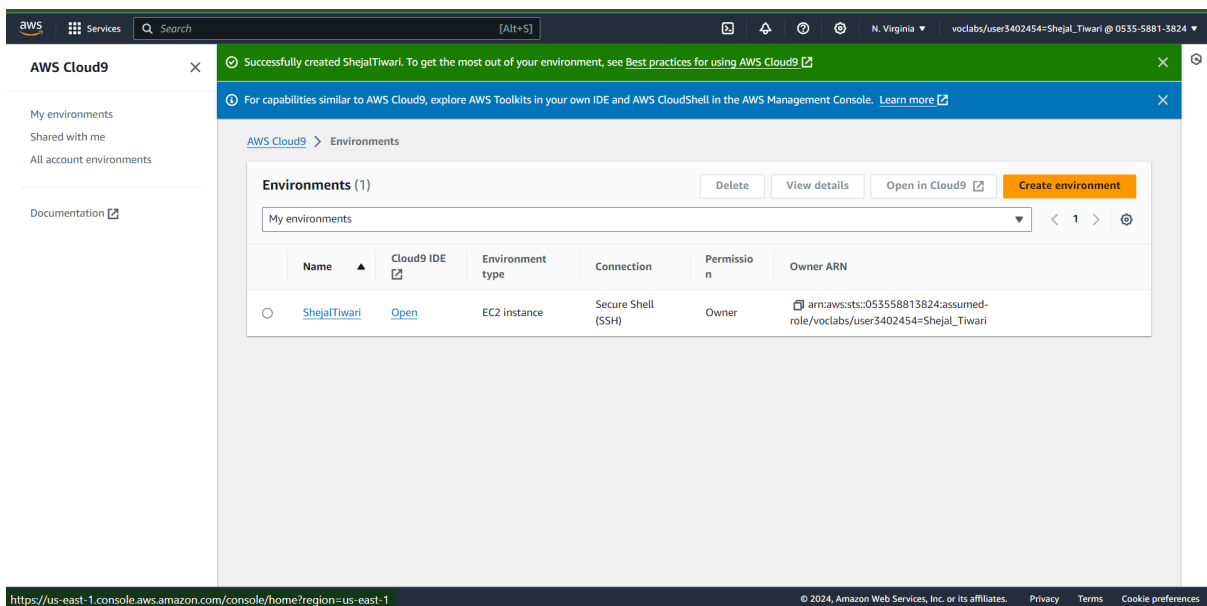 aws
Services
Search
[Alt+S]
N. Virginia
voclabs/user3402454=Shejal_Tiwari @ 0535-5881-3824
AWS Cloud9
My environments
Shared with me
All account environments
Documentation
Successfully created ShejalTiwari. To get the most out of your environment, see Best practices for using AWS Cloud9
For capabilities similar to AWS Cloud9, explore AWS Toolkits in your own IDE and AWS CloudShell in the AWS Management Console. Learn more
AWS Cloud9 > Environments
Environments (1)
Delete
View details
Open in Cloud9
Create environment
My environments
1
Name
Cloud9 IDE
Environment
type
Connection
Permissio
n
Owner ARN
ShejalTiwari
Open
EC2 instance
Secure Shell
(SSH)
Owner
arn:aws:sts::053558813824:assumed-
role/voclabs/user3402454=Shejal_Tiwari
https://us-east-1.console.aws.amazon.com/console/home?region=us-east-1
© 2024, Amazon Web Services, Inc. or its affiliates.
Privacy
Terms
Cookie preferences